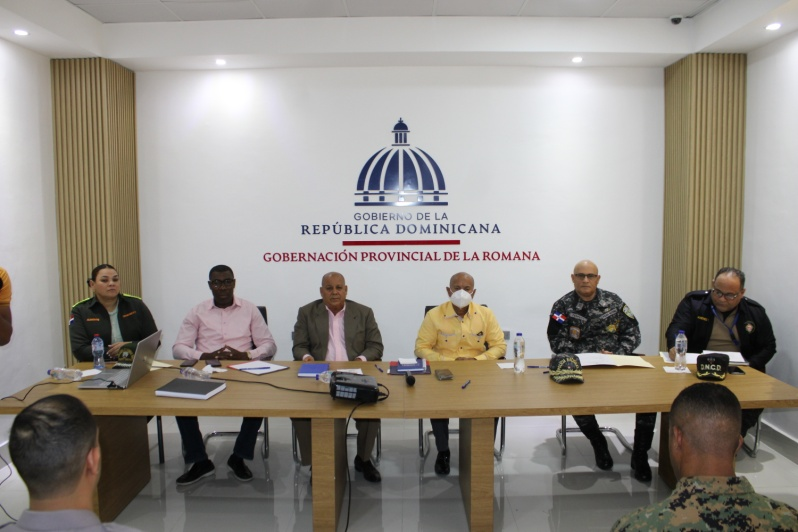 GOBIERNO DE LA
REPÚBLICA DOMINICANA
GOBERNACIÓN PROVINCIAL DE LA ROMANA
D.N.C.D.